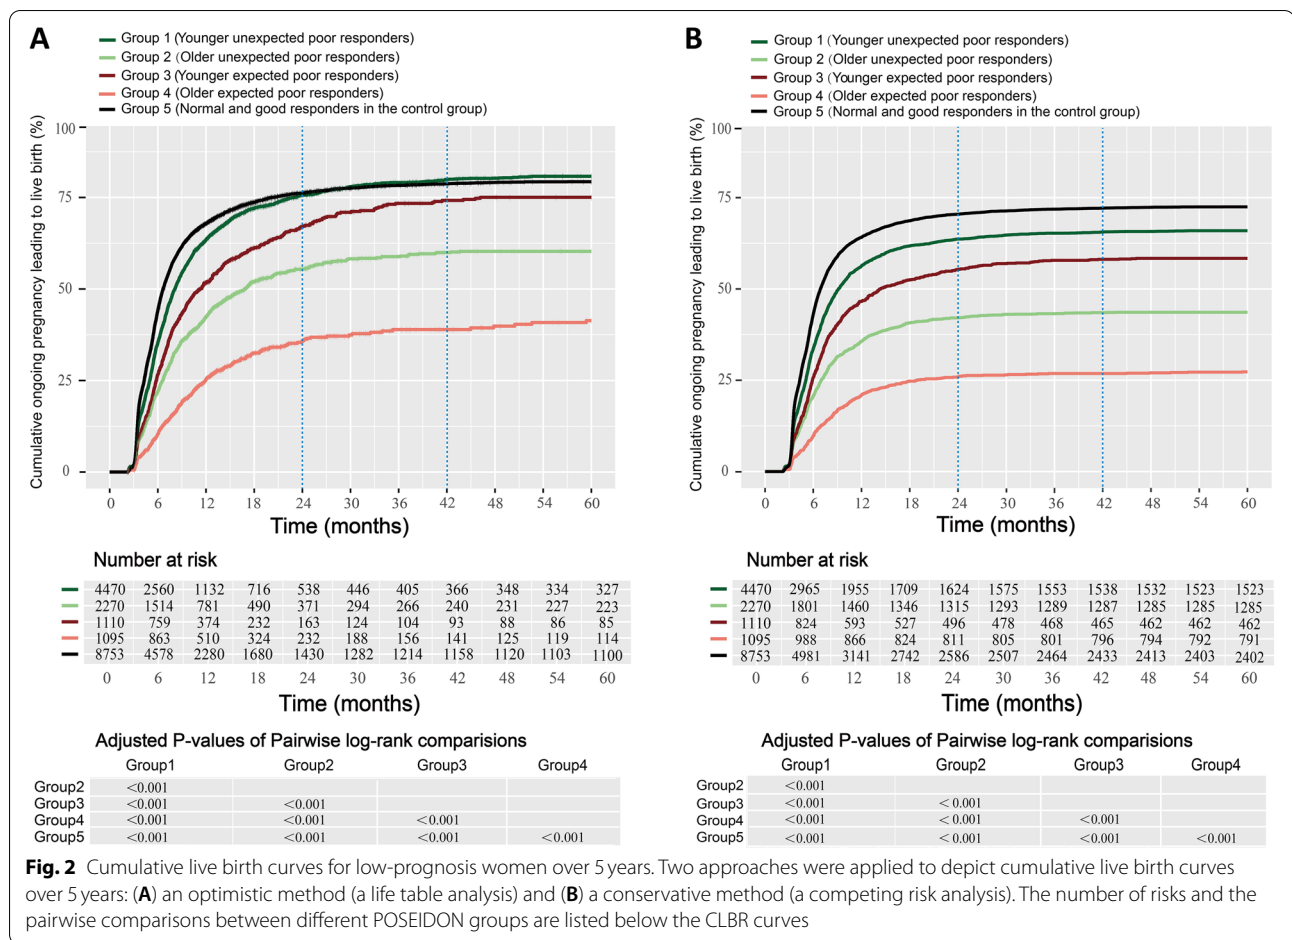 A
Group 1 (Younger unexpected poor responders)
Group 2 (Older unexpected poor responders)
Group 3 (Younger expected poor responders)
Group 4 (Older expected poor responders)
Group 5 (Normal and good responders in the control group)
Cumulative ongoing pregnancy leading to live birth (%)
100
75
50
25
0
0 6 12 18 24 30 36 42 48 54 60
Time (months)
Number at risk
4470 2560 1132 716 538 446 405 366 348 334 327
2270 1514 781 490 371 294 266 240 231 227 223
1110 759 374 232 163 124 104 93 88 86 85
1095 863 510 324 232 188 156 141 125 119 114
8753 4578 2280 1680 1430 1282 1214 1158 1120 1103 1100
0 6 12 18 24 30 36 42 48 54 60
Time (months)
Adjusted P-values of Pairwise log-rank comparisions
Group1 Group2 Group3 Group4
Group2 <0.001
Group3 <0.001 <0.001
Group4 <0.001 <0.001 <0.001
Group5 <0.001 <0.001 <0.001 <0.001
B
Group 1 (Younger unexpected poor responders)
Group 2 (Older unexpected poor responders)
Group 3 (Younger expected poor responders)
Group 4 (Older expected poor responders)
Group 5 (Normal and good responders in the control group)
Cumulative ongoing pregnancy leading to live birth (%)
100
75
50
25
0
0 6 12 18 24 30 36 42 48 54 60
Time (months)
Number at risk
4470 2965 1955 1709 1624 1575 1553 1538 1532 1523 1523
2270 1801 1460 1346 1315 1293 1289 1287 1285 1285 1285
1110 824 593 527 496 478 468 465 462 462 462
1095 988 866 824 811 805 801 796 794 792 791
8753 4981 3141 2742 2586 2507 2464 2433 2413 2403 2402
0 6 12 18 24 30 36 42 48 54 60
Time (months)
Adjusted P-values of Pairwise log-rank comparisions
Group1 Group2 Group3 Group4
Group2 <0.001
Group3 <0.001 < 0.001
Group4 <0.001 < 0.001 <0.001
Group5 <0.001 < 0.001 <0.001 <0.001
Fig. 2 Cumulative live birth curves for low-prognosis women over 5 years. Two approaches were applied to depict cumulative live birth curves
over 5 years: (A) an optimistic method (a life table analysis) and (B) a conservative method (a competing risk analysis). The number of risks and the
pairwise comparisons between different POSEIDON groups are listed below the CLBR curves